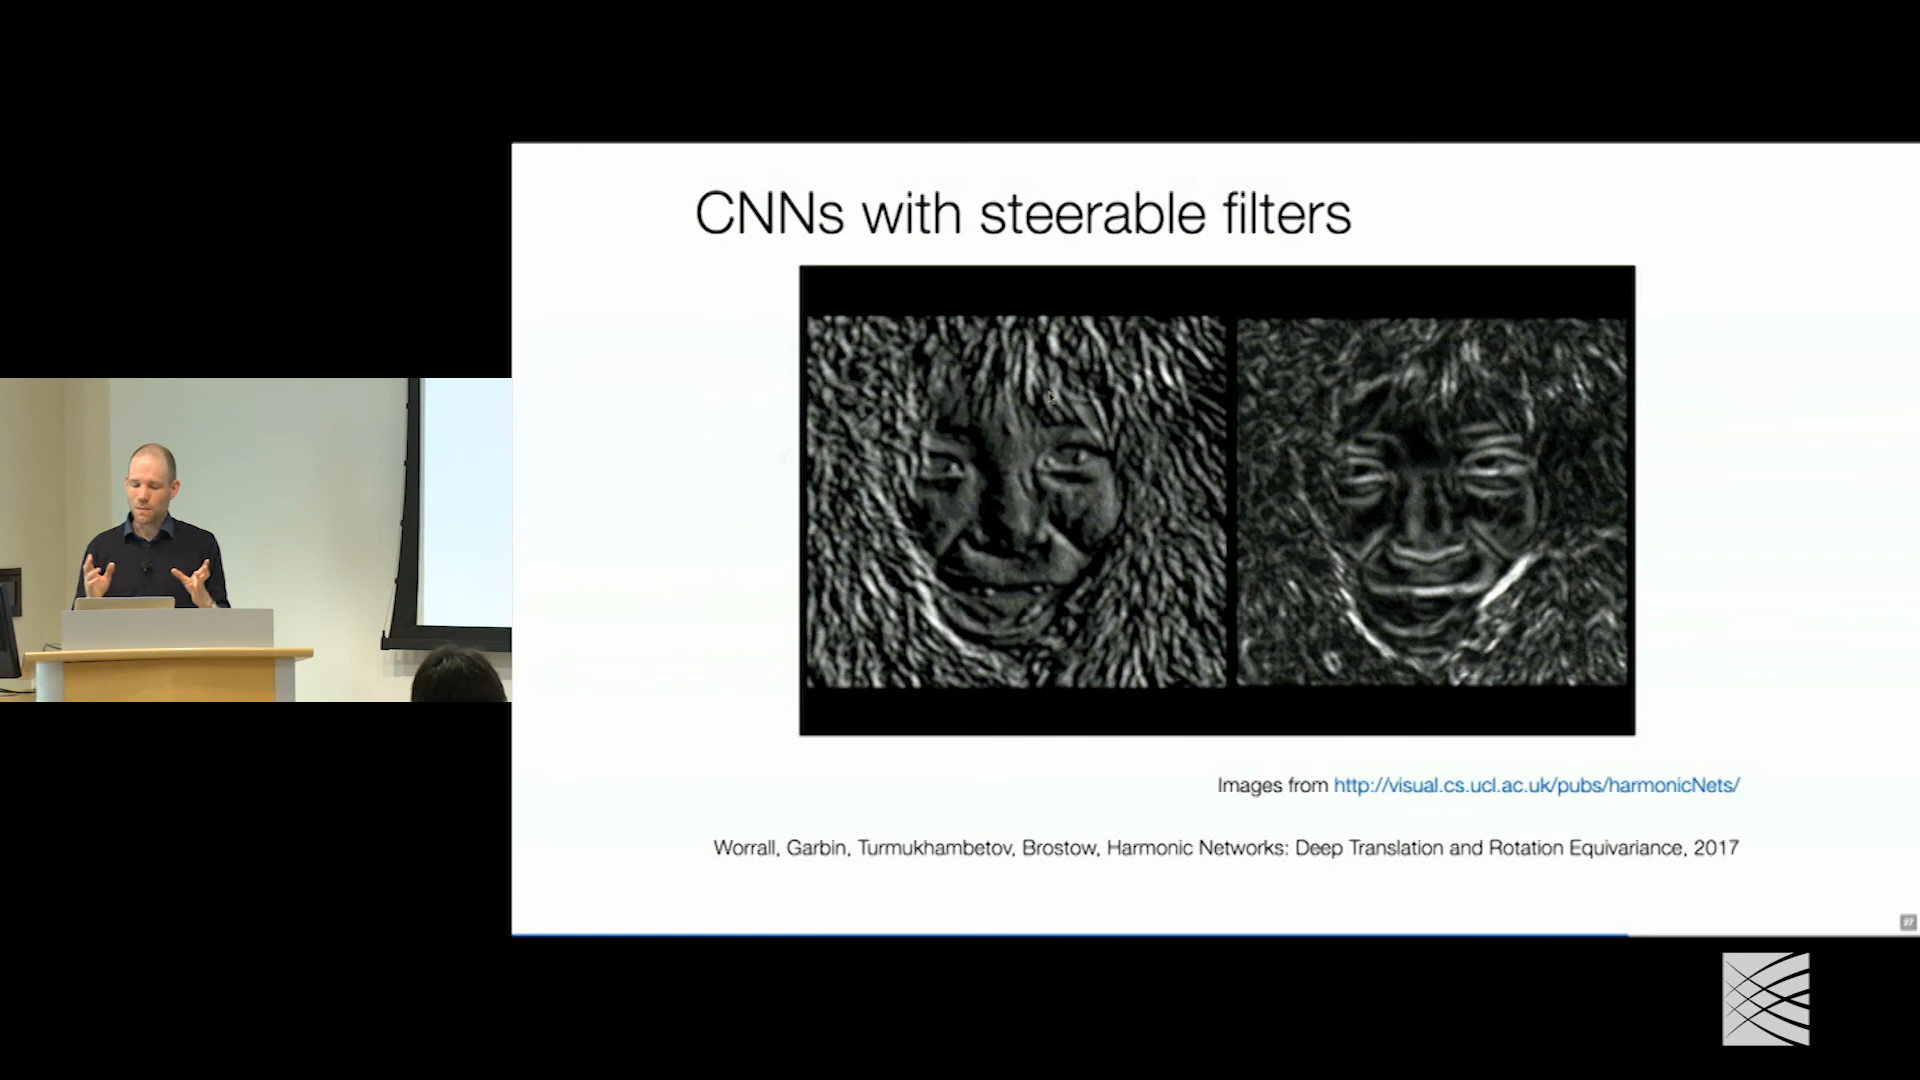 CNNs with steerable filters
Images from http://visual.cs.ucl.ac.uk/pubs/harmonicNets/
Worrall, Garbin, Turmukhambetov, Brostow, Harmonic Networks: Deep Translation and Rotation Equivariance, 2017
27